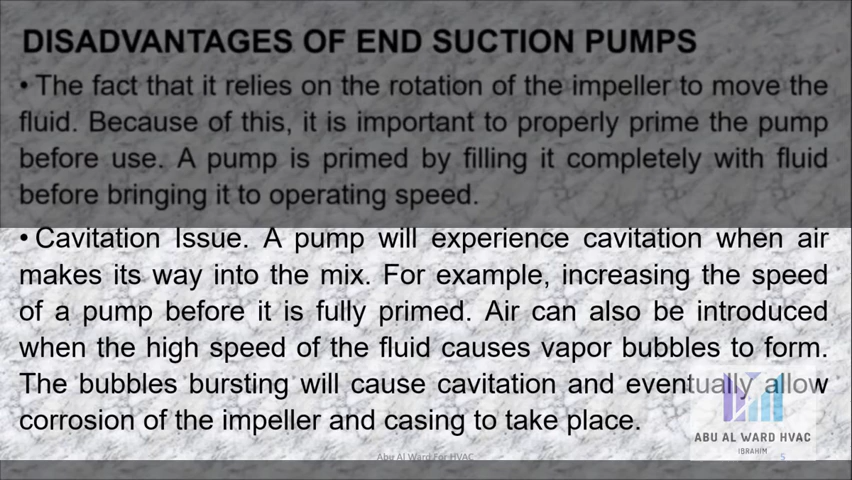 DISADVANTAGES OF END SUCTION PUMPS
• The fact that it relies on the rotation of the impeller to move the
fluid. Because of this, it is important to properly prime the pump
before use. A pump is primed by filling it completely with fluid
before bringing it to operating speed.
• Cavitation Issue. A pump will experience cavitation when air
makes its way into the mix. For example, increasing the speed
of a pump before it is fully primed. Air can also be introduced
when the high speed of the fluid causes vapor bubbles to form.
The bubbles bursting will cause cavitation and eventually allow
corrosion of the impeller and casing to take place.
ABU AL WARD HVAC
IBRAHIM
Abu Al Ward For HVAC
5